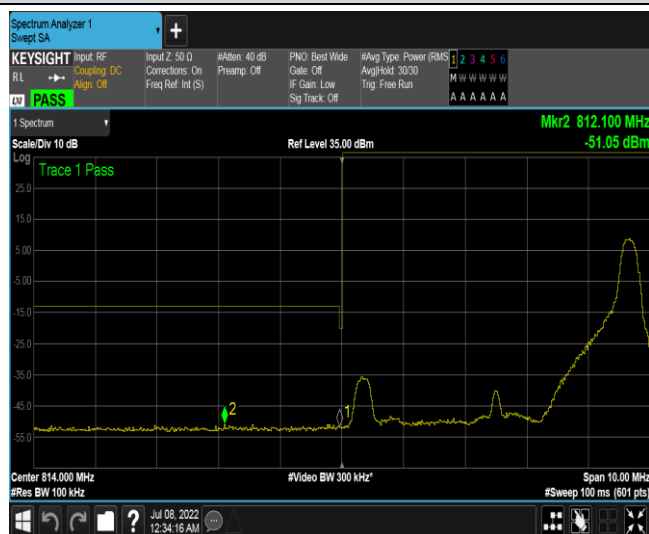 Spectrum Analyzer 1
Swept SA
KEYSIGHT
RL
LXI PASS
Input: RF
Coupling: DC
Align: Off
Input Z: 50 Ω
Corrections: On
Freq Ref: Int (S)
#Atten: 40 dB
Preamp: Off
PNO: Best Wide
Gate: Off
IF Gain: Low
Sig Track: Off
#Avg Type: Power (RMS
Avg|Hold: 30/30
Trig: Free Run
1 2 3 4 5 6
M W W W W W
A A A A A A
1 Spectrum
Scale/Div 10 dB
Ref Level 35.00 dBm
Mkr2 812.100 MHz
-51.05 dBm
Log
Trace 1 Pass
25.0
15.0
5.00
-5.00
-15.0
-25.0
-35.0
-45.0
-55.0
2
1
Center 814.000 MHz
#Res BW 100 kHz
#Video BW 300 kHz*
Span 10.00 MHz
#Sweep 100 ms (601 pts)
?
Jul 08, 2022
12:34:16 AM